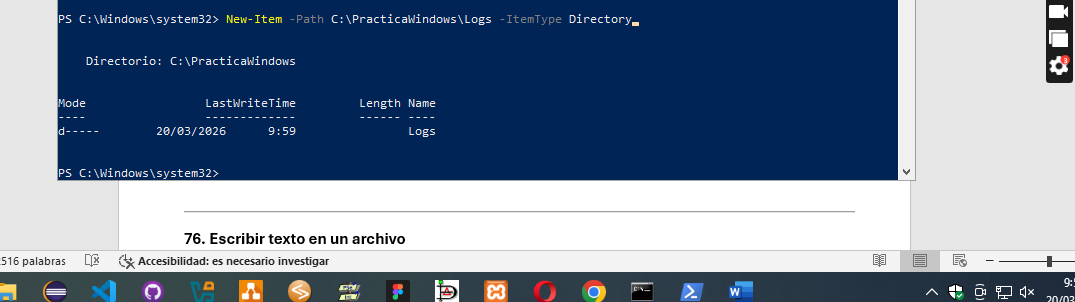 PS C:\Windows\system32> New-Item -Path C:\PracticaWindows\Logs -ItemType Directory
Directorio: C:\PracticaWindows
Mode LastWriteTime Length Name
---- ------------- ------ ----
d----- 20/03/2026 9:59 Logs
PS C:\Windows\system32>
76. Escribir texto en un archivo
516 palabras Accesibilidad: es necesario investigar